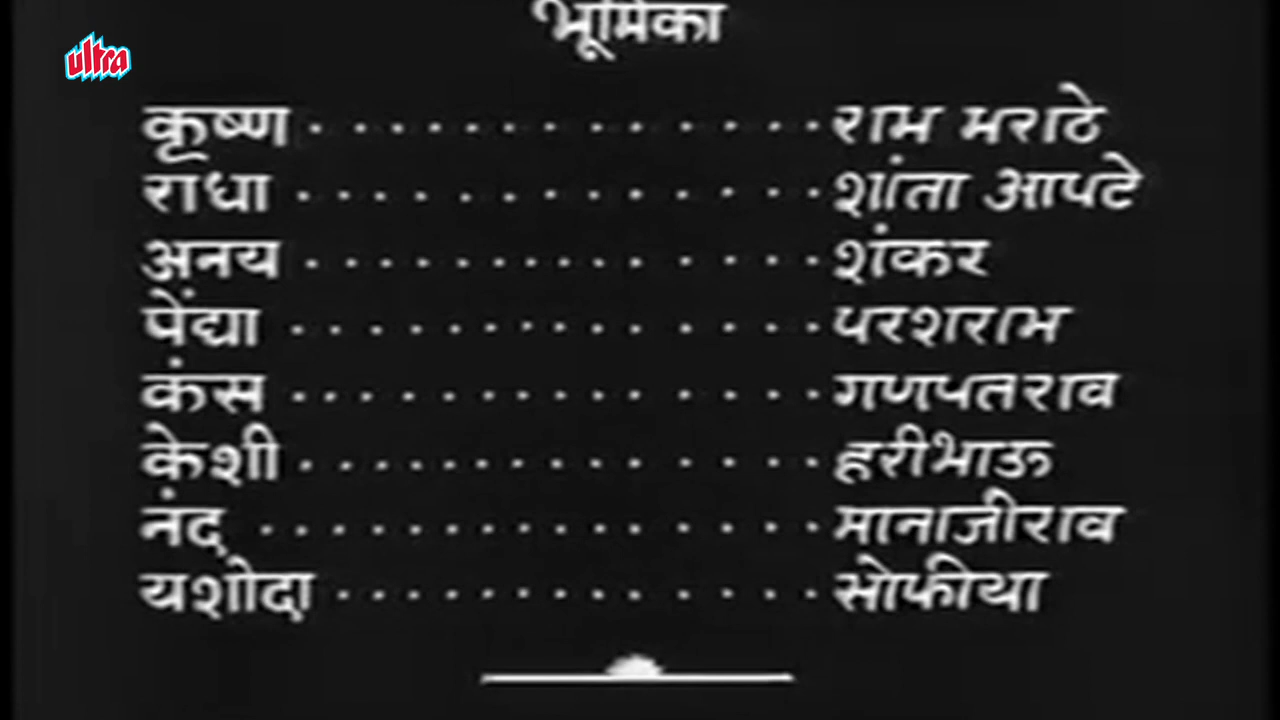 भूमिका
ultra
कृष्ण . . . . . . . . . . . . . राम मराठे
राधा . . . . . . . . . . . . . शांता आपटे
अनय . . . . . . . . . . . . . शंकर
पेंद्या . . . . . . . . . . . . . परशराम
कंस . . . . . . . . . . . . . गणपतराव
केशी . . . . . . . . . . . . . हरीभाऊ
नंद . . . . . . . . . . . . . . मानाजीराव
यशोदा . . . . . . . . . . . . सोफीया